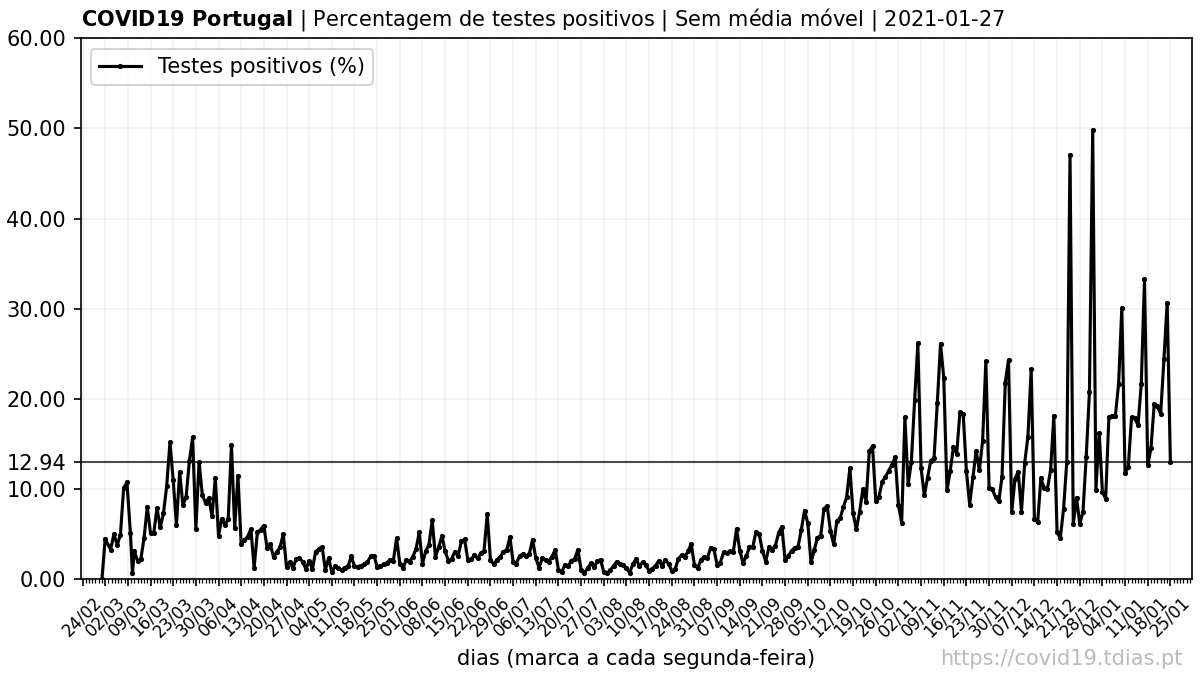 COVID19 Portugal | Percentagem de testes positivos | Sem média móvel | 2021-01-27
60.00
Testes positivos (%)
50.00
40.00
30.00
20.00
12.94
10.00
0.00
24/02 02/03 09/03 16/03 23/03 30/03 06/04 13/04 20/04 27/04 04/05 11/05 18/05 25/05 01/06 08/06 15/06 22/06 29/06 06/07 13/07 20/07 27/07 03/08 10/08 17/08 24/08 31/08 07/09 14/09 21/09 28/09 05/10 12/10 19/10 26/10 02/11 09/11 16/11 23/11 30/11 07/12 14/12 21/12 28/12 04/01 11/01 18/01 25/01
dias (marca a cada segunda-feira)
https://covid19.tdias.pt